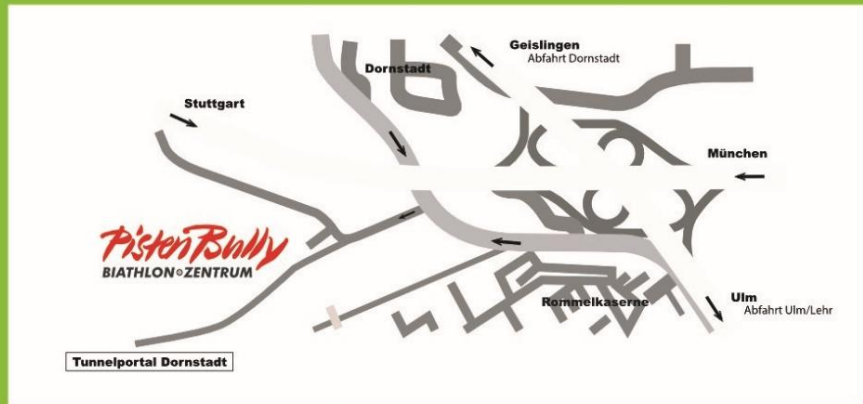 Geislingen
Abfahrt Dornstadt
Dornstadt
Stuttgart
München
PistenBully
BIATHLON ZENTRUM
Rommelkaserne
Ulm
Abfahrt Ulm/Lehr
Tunnelportal Dornstadt